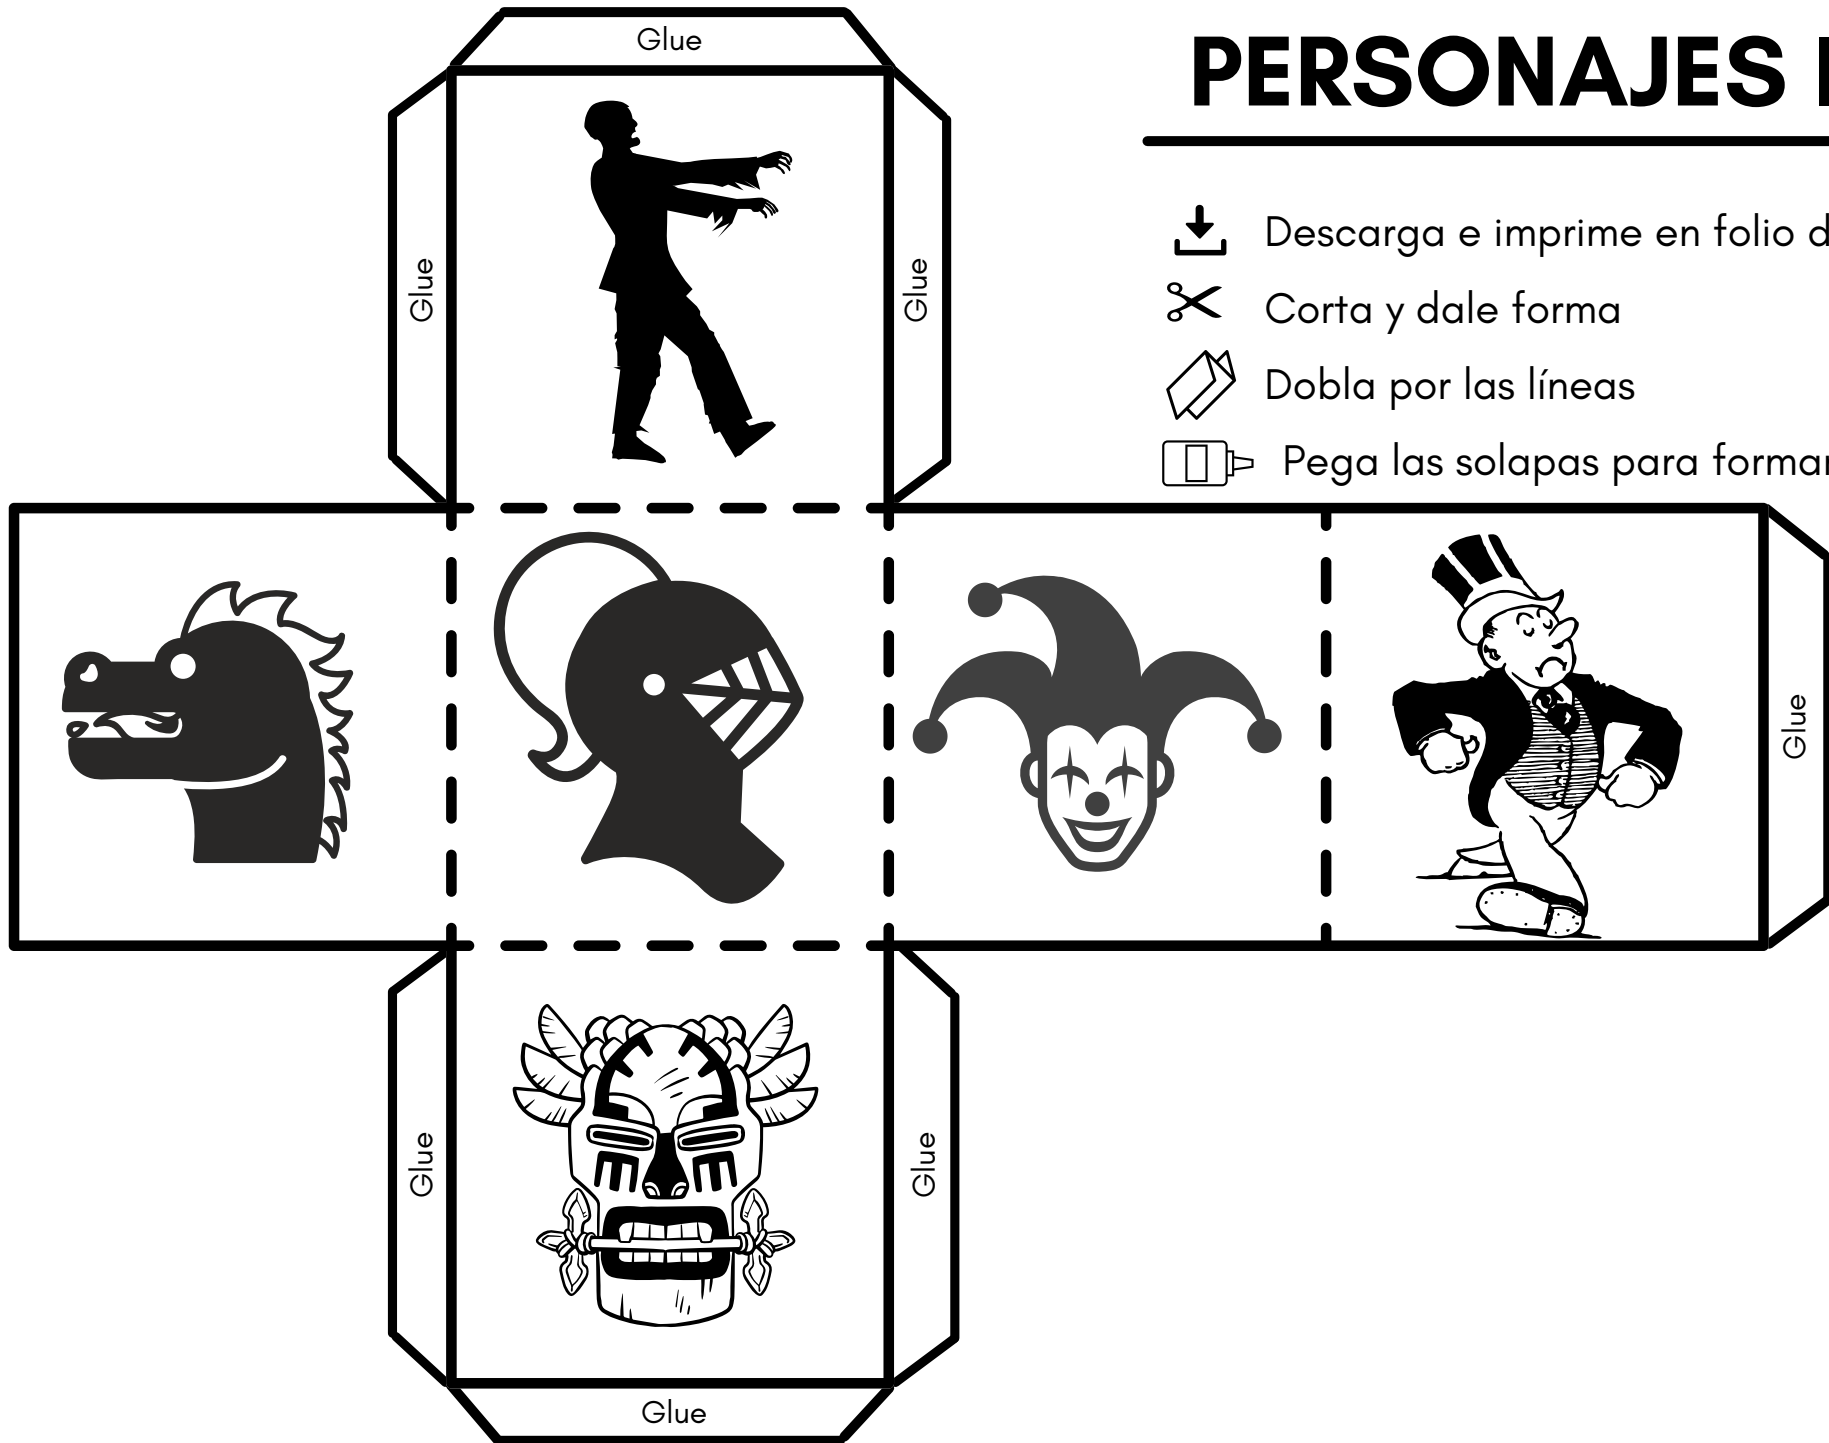 Glue
PERSONAJES
Glue
Glue
Descarga e imprime en folio
Corta y dale forma
Dobla por las líneas
Pega las solapas para
Glue
Glue
Glue
Glue